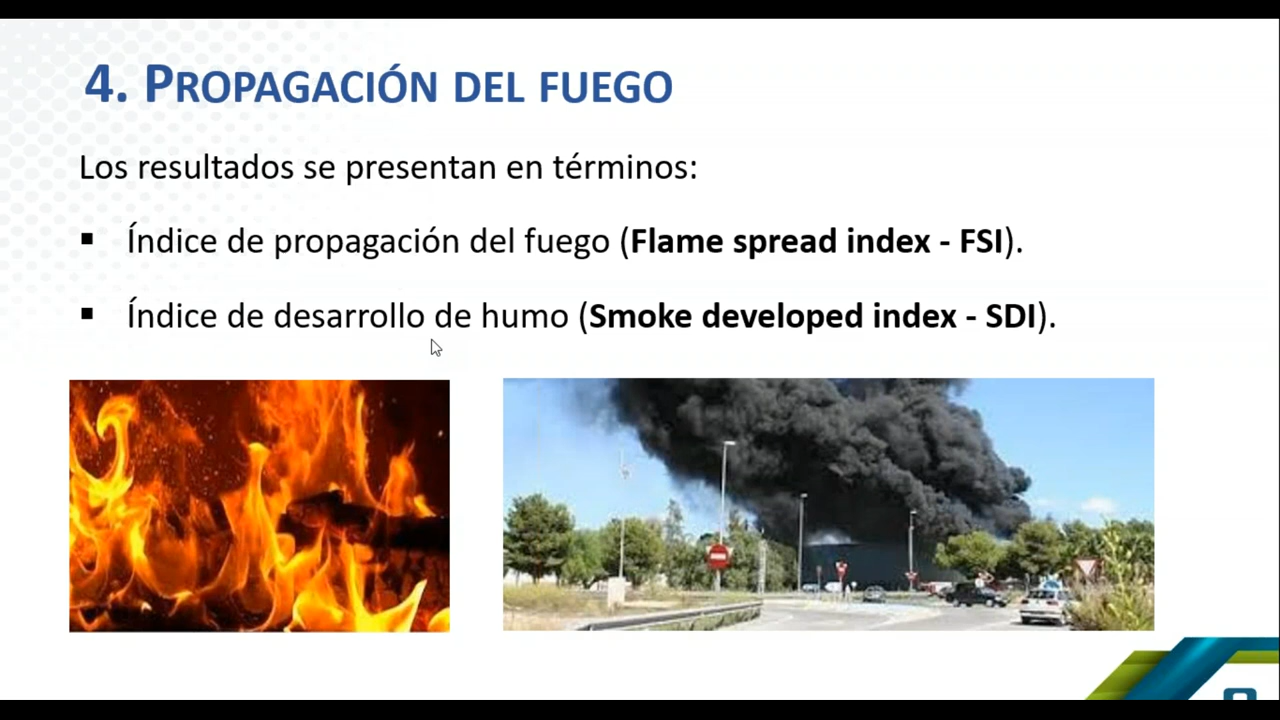 4. PROPAGACIÓN DEL FUEGO
Los resultados se presentan en términos:
▪ Índice de propagación del fuego (Flame spread index - FSI).
▪ Índice de desarrollo de humo (Smoke developed index - SDI).